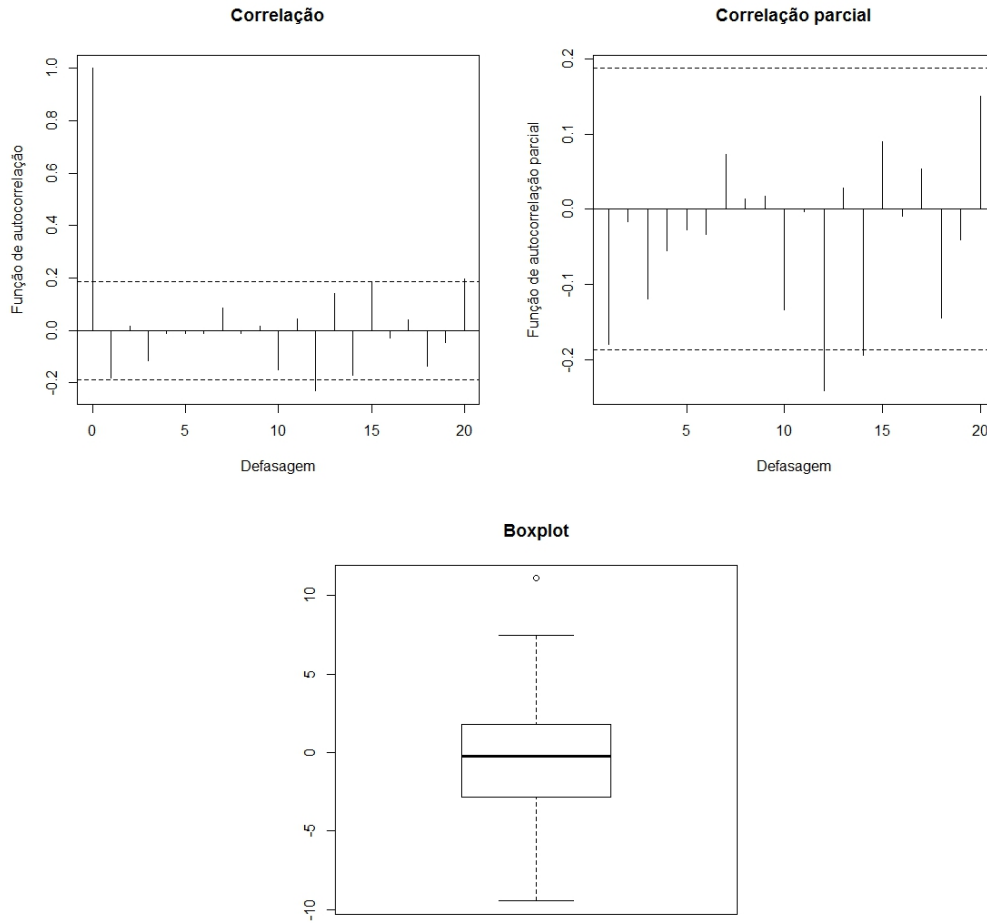 Correlação
Função de autocorrelação
1.0
0.8
0.6
0.4
0.2
0.0
-0.2
0 5 10 15 20
Defasagem
Correlação parcial
Função de autocorrelação parcial
0.2
0.1
0.0
-0.1
-0.2
5 10 15 20
Defasagem
Boxplot
10
5
0
-5
-10